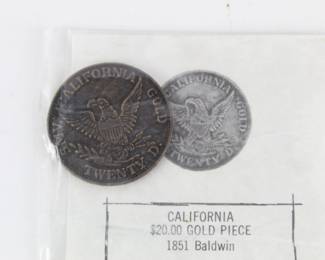 CALIFORNIA GOLD
TWENTY D.
CALIFORNIA GOLD
TWENTY D.
CALIFORNIA
$20.00 GOLD PIECE
1851 Baldwin